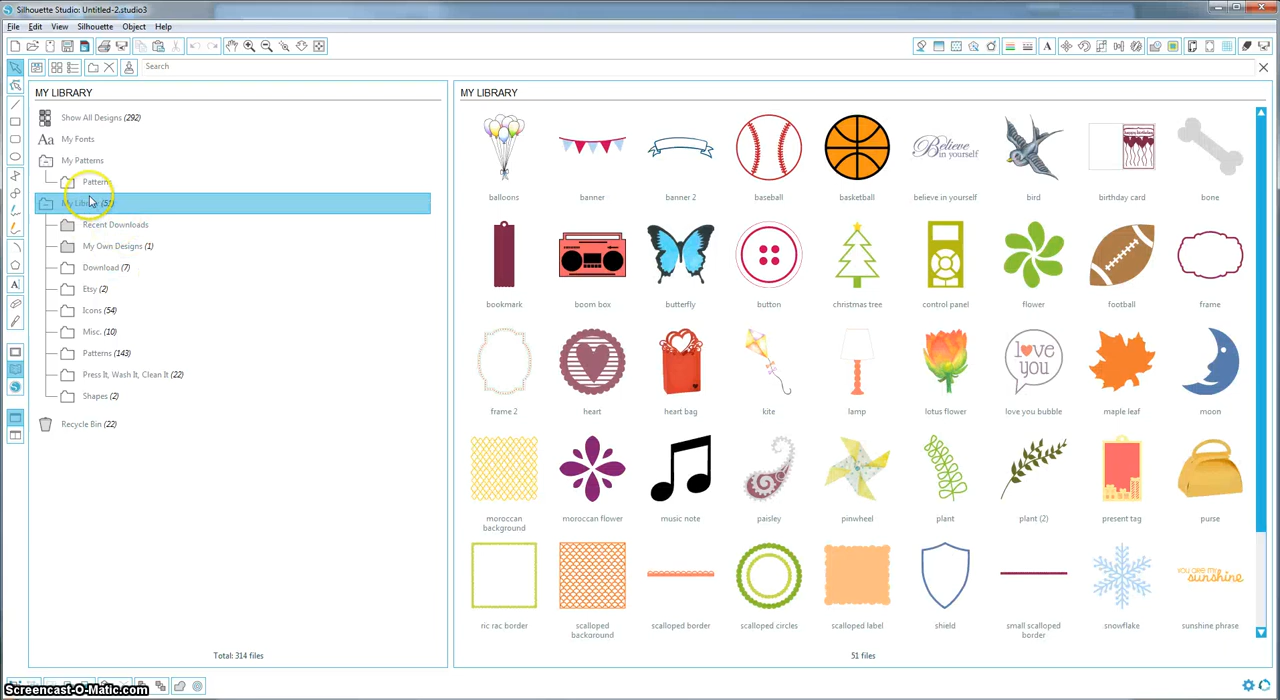 Silhouette Studio: Untitled-2.studio3
File Edit View Silhouette Object Help
Search
MY LIBRARY
Show All Designs (292)
Aa My Fonts
My Patterns
Patterns
My Library (51)
Recent Downloads
My Own Designs (1)
Download (7)
Etsy (2)
Icons (54)
Misc. (10)
Patterns (143)
Press It, Wash It, Clean It (22)
Shapes (2)
Recycle Bin (22)
Total: 314 files
MY LIBRARY
Believe
in yourself
balloons banner banner 2 baseball basketball believe in yourself bird birthday card bone
bookmark boom box butterfly button christmas tree control panel flower football frame
I
love
you
frame 2 heart heart bag kite lamp lotus flower love you bubble maple leaf moon
moroccan background moroccan flower music note paisley pinwheel plant plant (2) present tag purse
YOU ARE MY
sunshine
ric rac border scalloped background scalloped border scalloped circles scalloped label shield small scalloped border snowflake sunshine phrase
51 files
A
A
Screencast-O-Matic.com